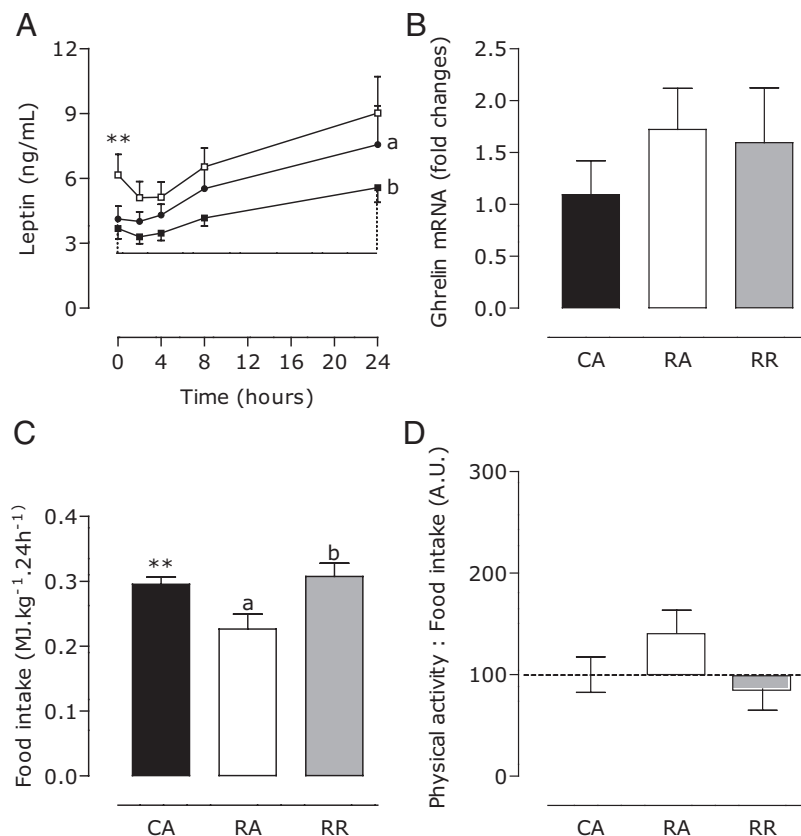 A
12
9
6
3
0
Leptin (ng/mL)
**
a
b
0 4 8 12 16 20 24
Time (hours)
B
2.5
2.0
1.5
1.0
0.5
0.0
Ghrelin mRNA (fold changes)
CA RA RR
C
0.4
0.3
0.2
0.1
0.0
Food intake (MJ.kg⁻¹.24h⁻¹)
**
a
b
CA RA RR
D
300
200
100
0
Physical activity : Food intake (A.U.)
CA RA RR